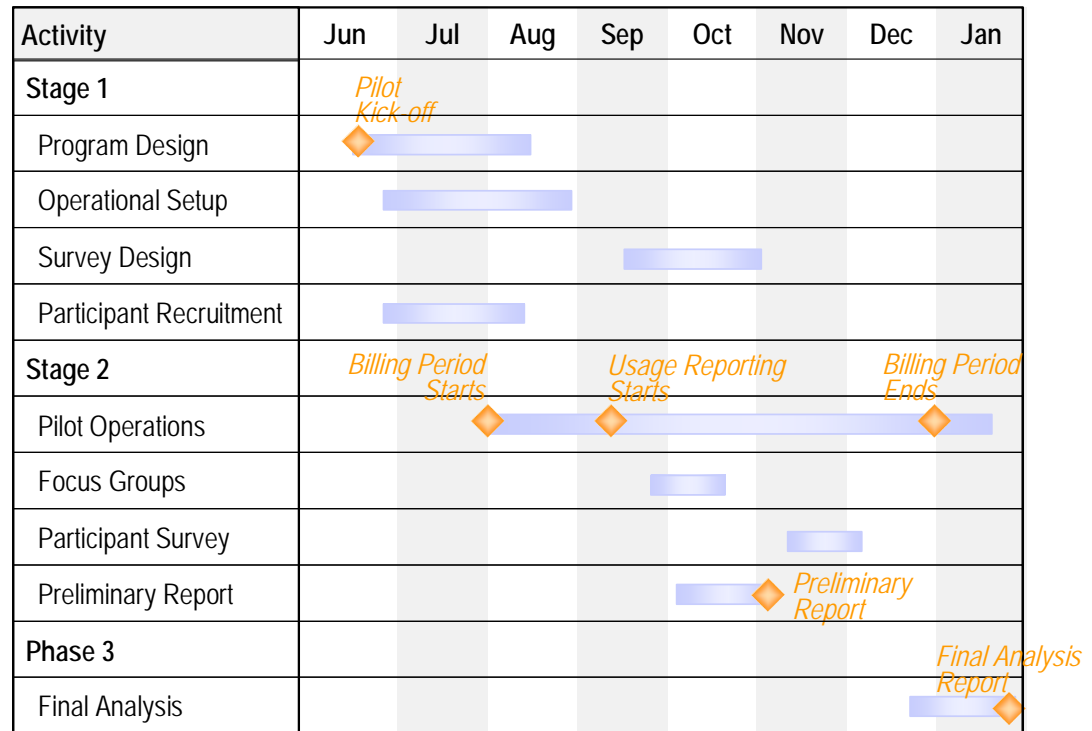 Activity Jun Jul Aug Sep Oct Nov Dec Jan
Stage 1
Pilot
Kick-off
Program Design
Operational Setup
Survey Design
Participant Recruitment
Stage 2
Billing Period
Starts
Usage Reporting
Starts
Billing Period
Ends
Pilot Operations
Focus Groups
Participant Survey
Preliminary Report
Preliminary
Report
Phase 3
Final Analysis
Report
Final Analysis